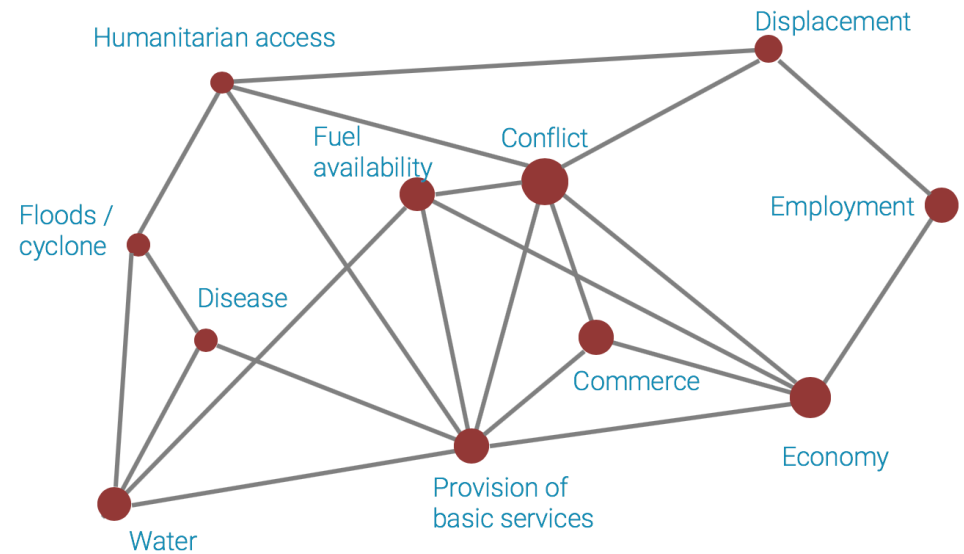 Displacement
Humanitarian access
Fuel
availability
Conflict
Employment
Floods /
cyclone
Disease
Commerce
Economy
Provision of
basic services
Water